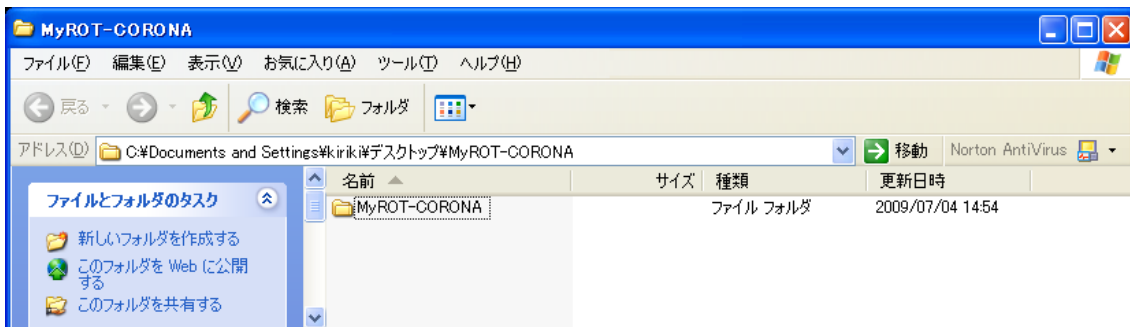 MyROT-CORONA
ファイル(F) 編集(E) 表示(V) お気に入り(A) ツール(T) ヘルプ(H)
戻る 検索 フォルダ
アドレス(D) C:¥Documents and Settings¥kiriki¥デスクトップ¥MyROT-CORONA 移動 Norton AntiVirus
ファイルとフォルダのタスク
新しいフォルダを作成する
このフォルダを Web に公開
する
このフォルダを共有する
名前 サイズ 種類 更新日時
MyROT-CORONA ファイル フォルダ 2009/07/04 14:54